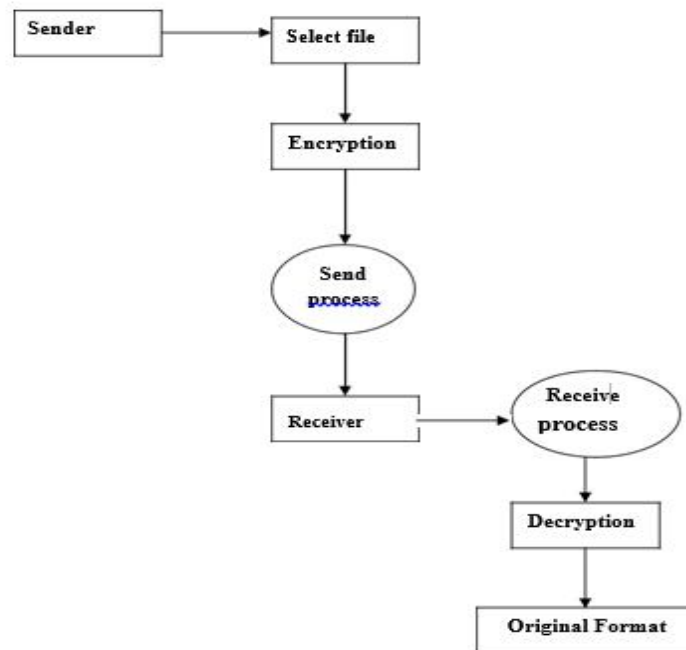 Sender
Select file
Encryption
Send
process
Receiver
Receive
process
Decryption
Original Format